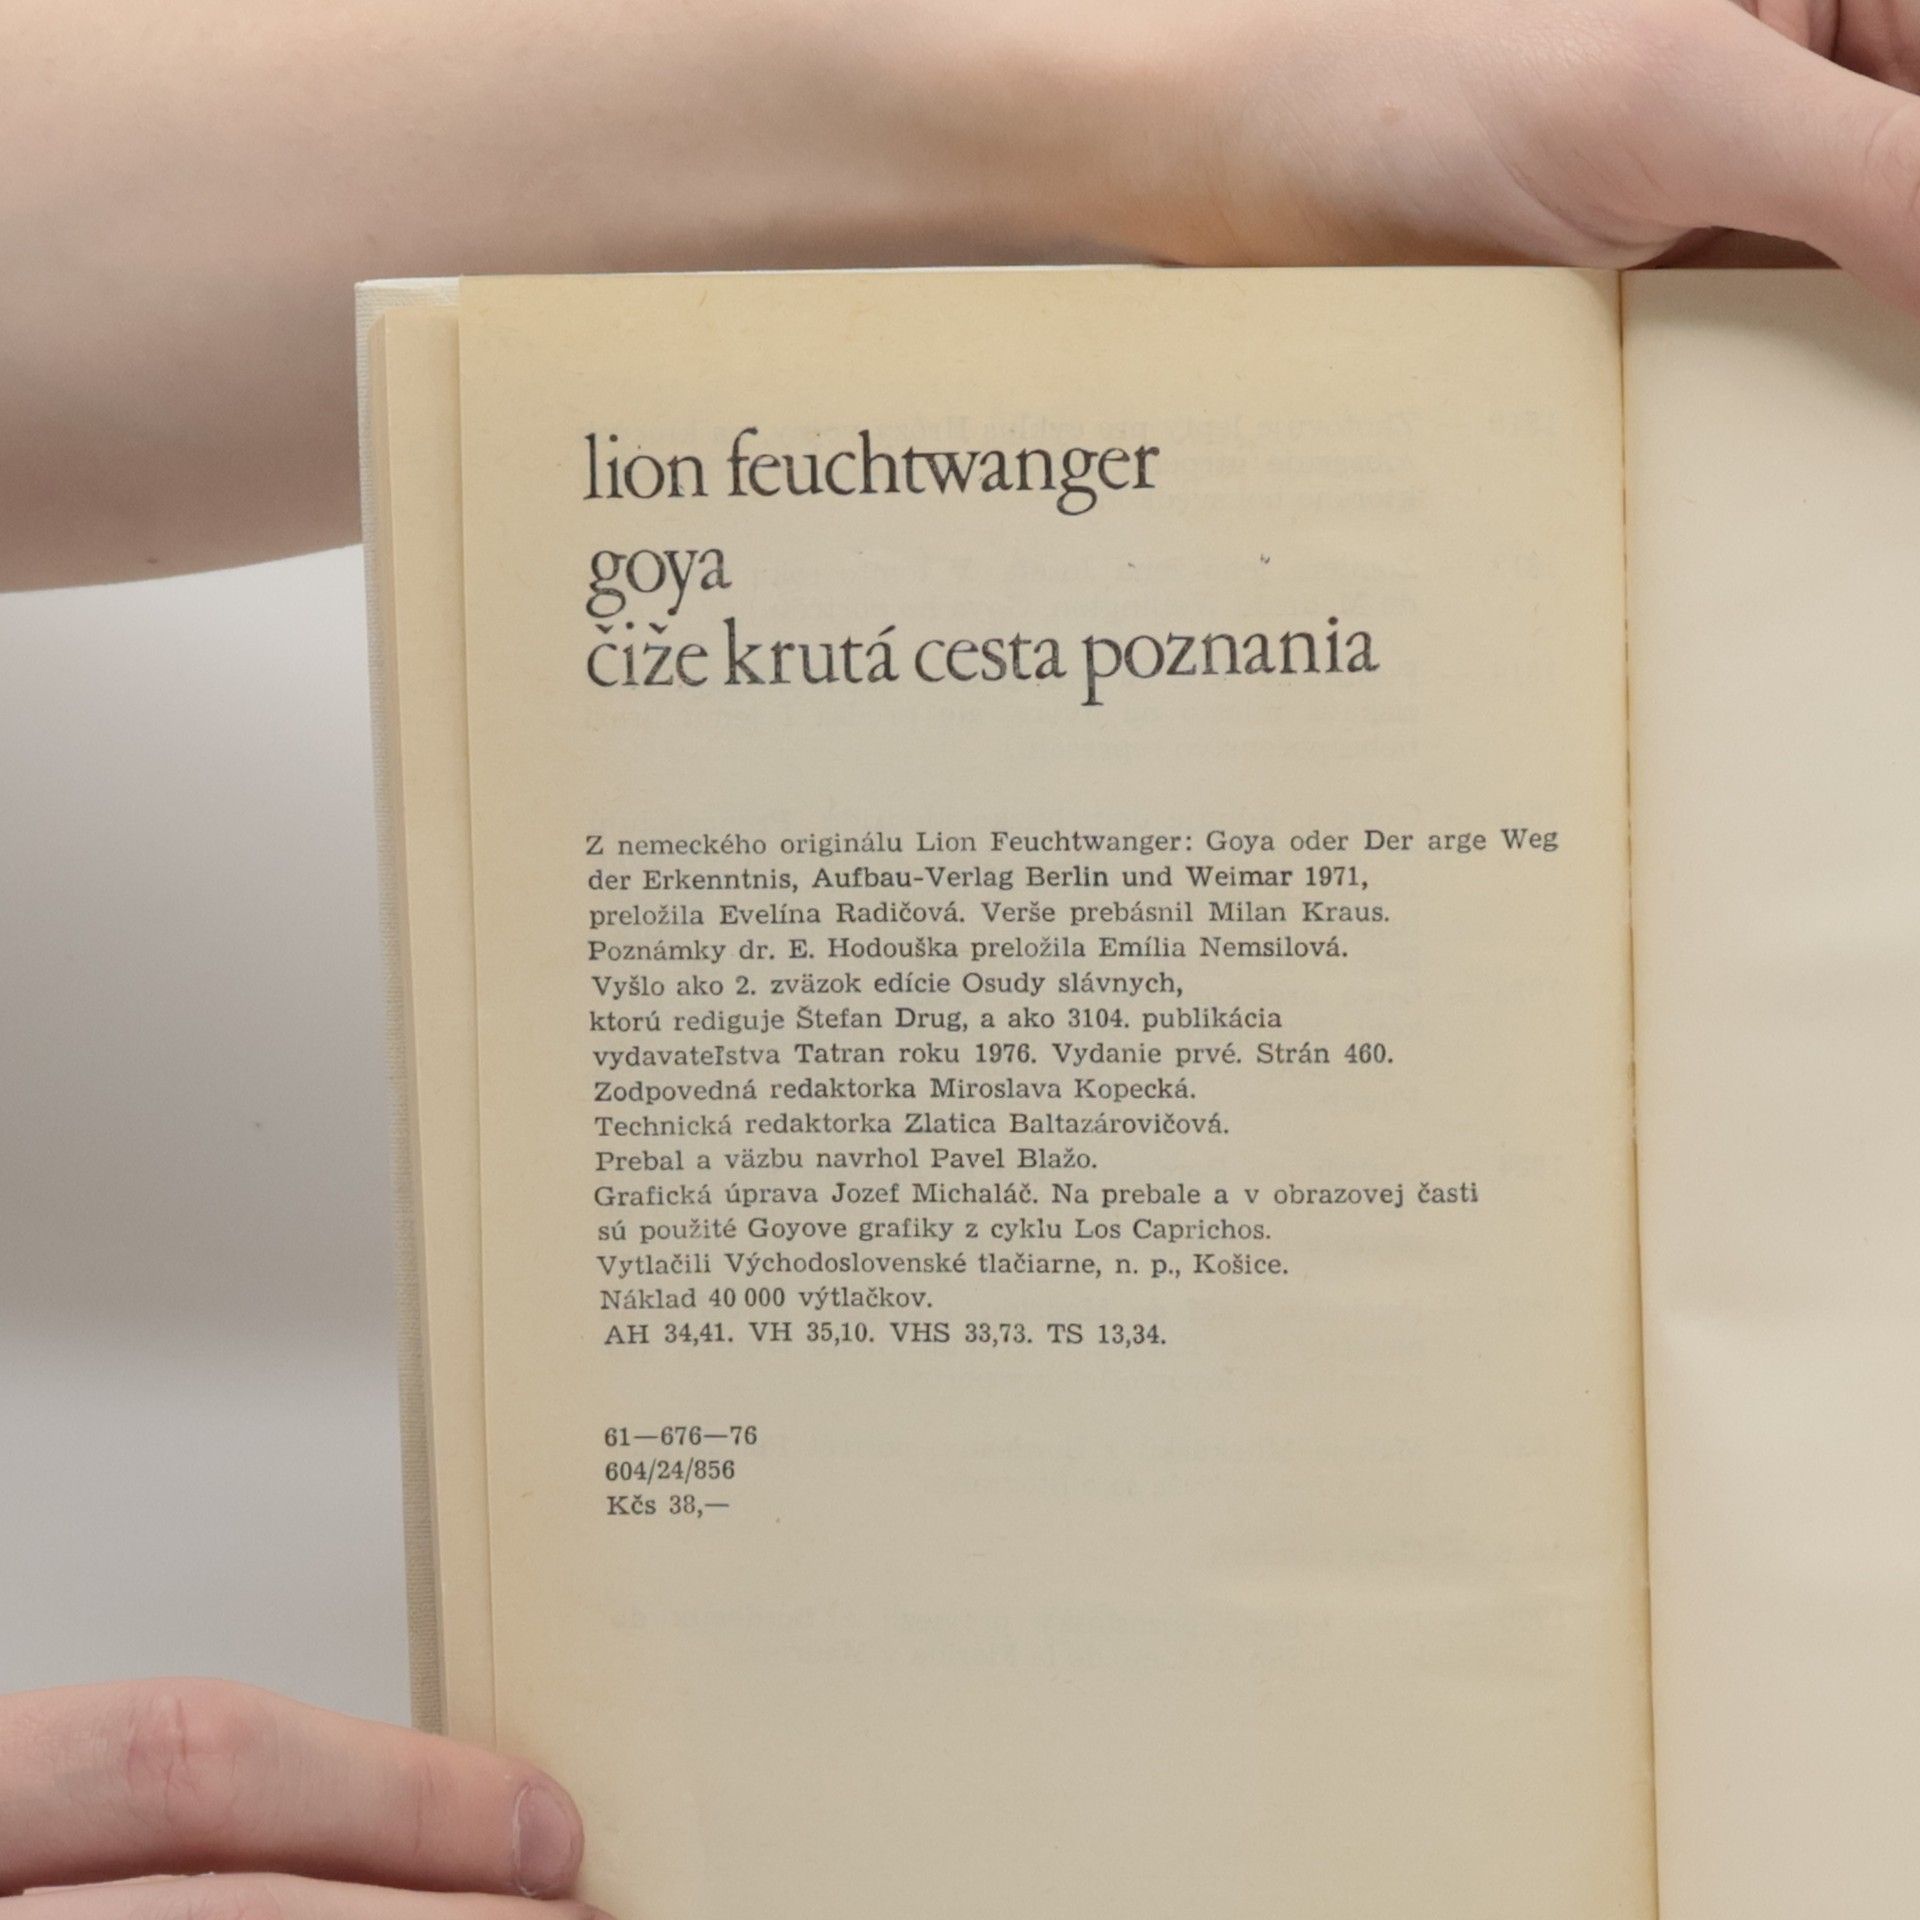 lion feuchtwanger
goya
čiže krutá cesta poznania
Z nemeckého originálu Lion Feuchtwanger: Goya oder Der arge Weg
der Erkenntnis, Aufbau-Verlag Berlin und Weimar 1971,
preložila Evelína Radičová. Verše prebásnil Milan Kraus.
Poznámky dr. E. Hodouška preložila Emília Nemsilová.
Vyšlo ako 2. zväzok edície Osudy slávnych,
ktorú rediguje Štefan Drug, a ako 3104. publikácia
vydavateľstva Tatran roku 1976. Vydanie prvé. Strán 460.
Zodpovedná redaktorka Miroslava Kopecká.
Technická redaktorka Zlatica Baltazárovičová.
Prebal a väzbu navrhol Pavel Blažo.
Grafická úprava Jozef Michaláč. Na prebale a v obrazovej časti
sú použité Goyove grafiky z cyklu Los Caprichos.
Vytlačili Východoslovenské tlačiarne, n. p., Košice.
Náklad 40 000 výtlačkov.
AH 34,41. VH 35,10. VHS 33,73. TS 13,34.
61—676—76
604/24/856
Kčs 38,—